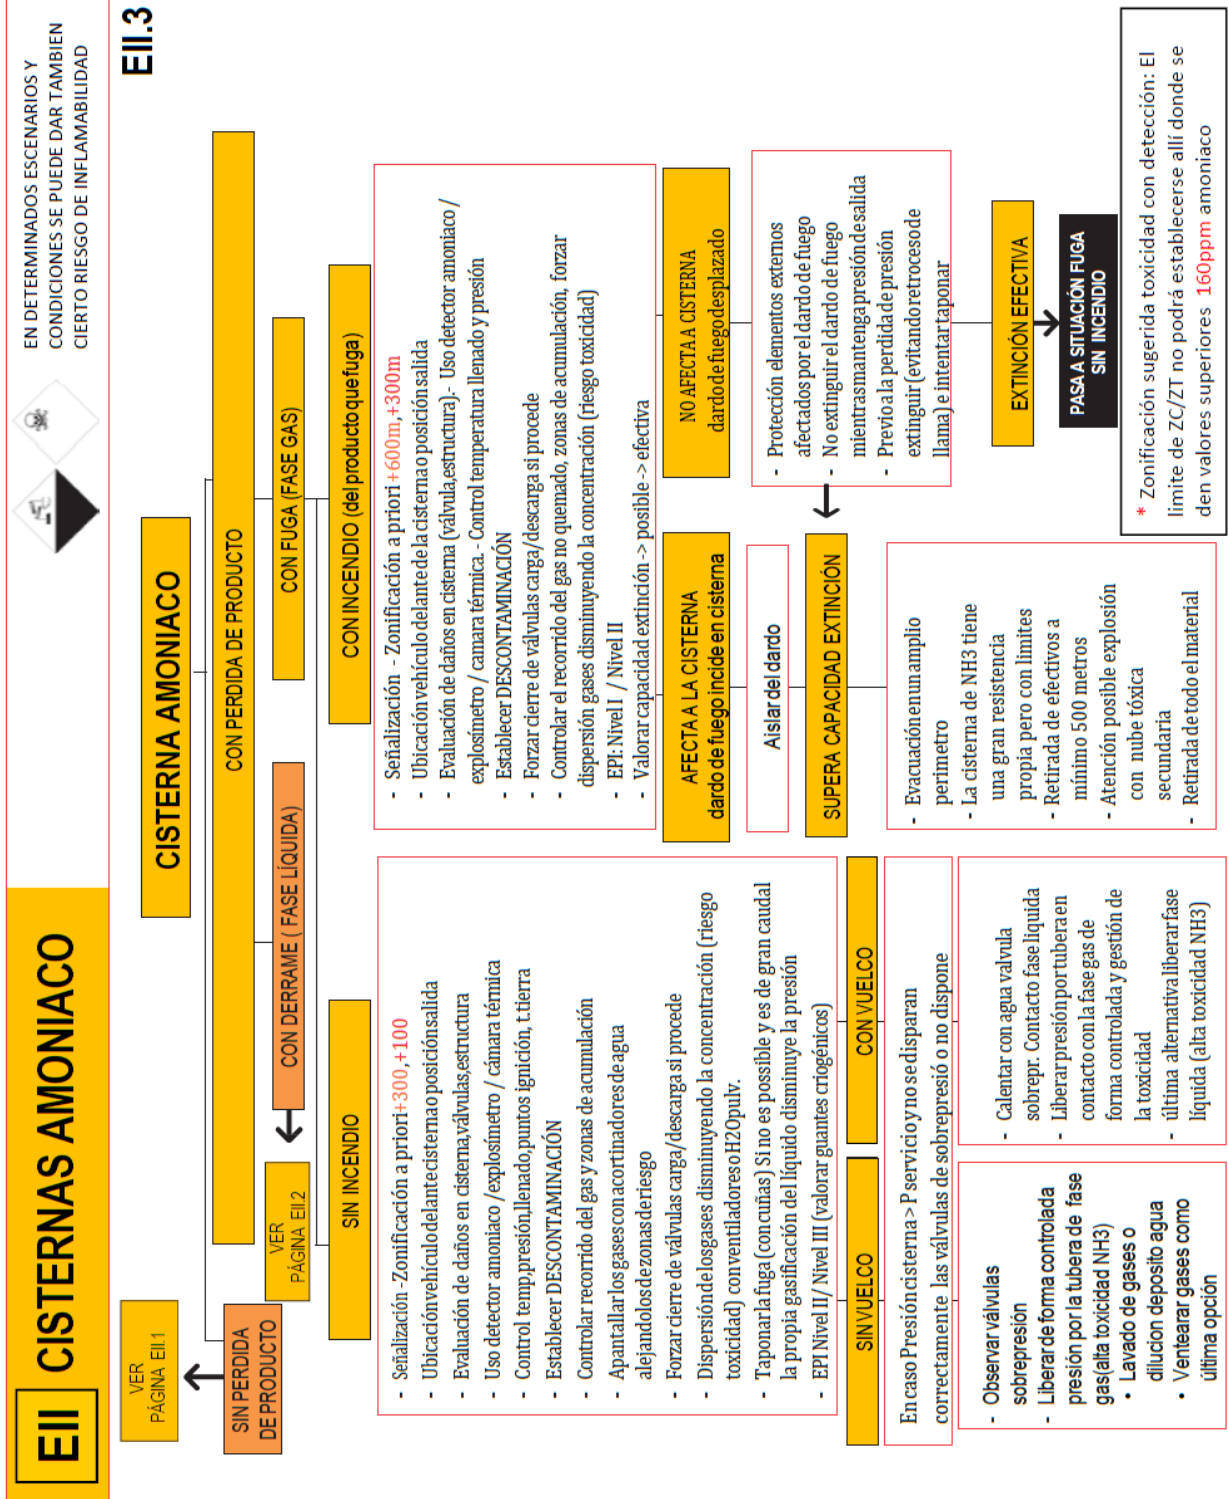 EII CISTERNAS AMONIACO
EN DETERMINADOS ESCENARIOS Y
CONDICIONES SE PUEDE DAR TAMBIEN
CIERTO RIESGO DE INFLAMABILIDAD
EII.3
CISTERNA AMONIACO
VER
PÁGINA EII.1
SIN PERDIDA
DE PRODUCTO
CON PERDIDA DE PRODUCTO
VER
PÁGINA EII.2
CON DERRAME ( FASE LÍQUIDA)
CON FUGA (FASE GAS)
SIN INCENDIO
- Señalización -Zonificación a priori+300,+100
- Ubicación vehículo delante cisterna o posición salida
- Evaluación de daños en cisterna,válvulas,estructura
- Uso detector amoniaco /explosímetro / cámara térmica
- Control temp,presión,llenado,puntos ignición, t.tierra
- Establecer DESCONTAMINACIÓN
- Controlar recorrido del gas y zonas de acumulación
- Apantallar los gases con acortinadores de agua
alejandolos de zonas de riesgo
- Forzar cierre de válvulas carga/descarga si procede
- Dispersión de los gases disminuyendo la concentración (riesgo
toxicidad) con ventiladores o H2O pulv.
- Taponar la fuga (con cuñas) Si no es possible y es de gran caudal
la propia gasificación del líquido disminuye la presión
- EPI Nivel II/ Nivel III (valorar guantes criogénicos)
SIN VUELCO
CON VUELCO
En caso Presión cisterna > P servicio y no se disparan
correctamente las válvulas de sobrepresió o no dispone
- Observar válvulas
sobrepresión
- Liberar de forma controlada
presión por la tubera de fase
gas(alta toxicidad NH3)
• Lavado de gases o
dilucion deposito agua
• Ventearar gases como
última opción
- Calentar con agua valvula
sobrepr. Contacto fase liquida
- Liberar presión por tubera en
contacto con la fase gas de
forma controlada y gestión de
la toxicidad
- última alternativa liberar fase
líquida (alta toxicidad NH3)
CON INCENDIO (del producto que fuga)
- Señalización - Zonificación a priori +600m,+300m
- Ubicación vehículo delante de la cisterna o posición salida
- Evaluación de daños en cisterna (válvula,estructura).- Uso detector amoniaco /
explosímetro / camara térmica. - Control temperatura llenado y presión
- Establecer DESCONTAMINACIÓN
- Forzar cierre de válvulas carga/descarga si procede
- Controlar el recorrido del gas no quemado, zonas de acumulación, forzar
dispersión gases disminuyendo la concentración (riesgo toxicidad)
- EPI: Nivel I / Nivel II
- Valorar capacidad extinción -> posible -> efectiva
AFECTA A LA CISTERNA
dardo de fuego incide en cisterna
Aislar del dardo
SUPERA CAPACIDAD EXTINCIÓN
- Evacuación en un amplio
perimetro
- La cisterna de NH3 tiene
una gran resistencia
propia pero con limites
- Retirada de efectivos a
mínimo 500 metros
- Atención posible explosión
con nube tóxica
secundaria
- Retirada de todo el material
NO AFECTA A CISTERNA
dardo de fuego desplazado
- Protección elementos externos
afectados por el dardo de fuego
- No extinguir el dardo de fuego
mientras mantenga presión de salida
- Previo a la perdida de presión
extinguir (evitando retroceso de
llama) e intentar taponar
EXTINCIÓN EFECTIVA
PASA A SITUACIÓN FUGA
SIN INCENDIO
* Zonificación sugerida toxicidad con detección: El
limite de ZC/ZT no podrá establecerse allí donde se
den valores superiores 160ppm amoniaco